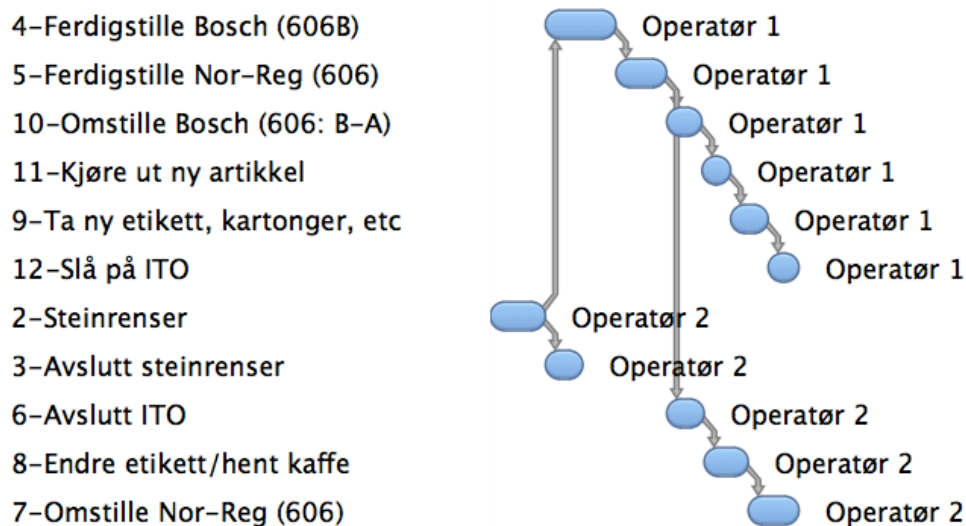 4–Ferdigstille Bosch (606B) Operatør 1
5–Ferdigstille Nor-Reg (606) Operatør 1
10–Omstille Bosch (606: B–A) Operatør 1
11–Kjøre ut ny artikkel Operatør 1
9–Ta ny etikett, kartonger, etc Operatør 1
12–Slå på ITO Operatør 1
2–Steinrenser Operatør 2
3–Avslutt steinrenser Operatør 2
6–Avslutt ITO Operatør 2
8–Endre etikett/hent kaffe Operatør 2
7–Omstille Nor-Reg (606) Operatør 2